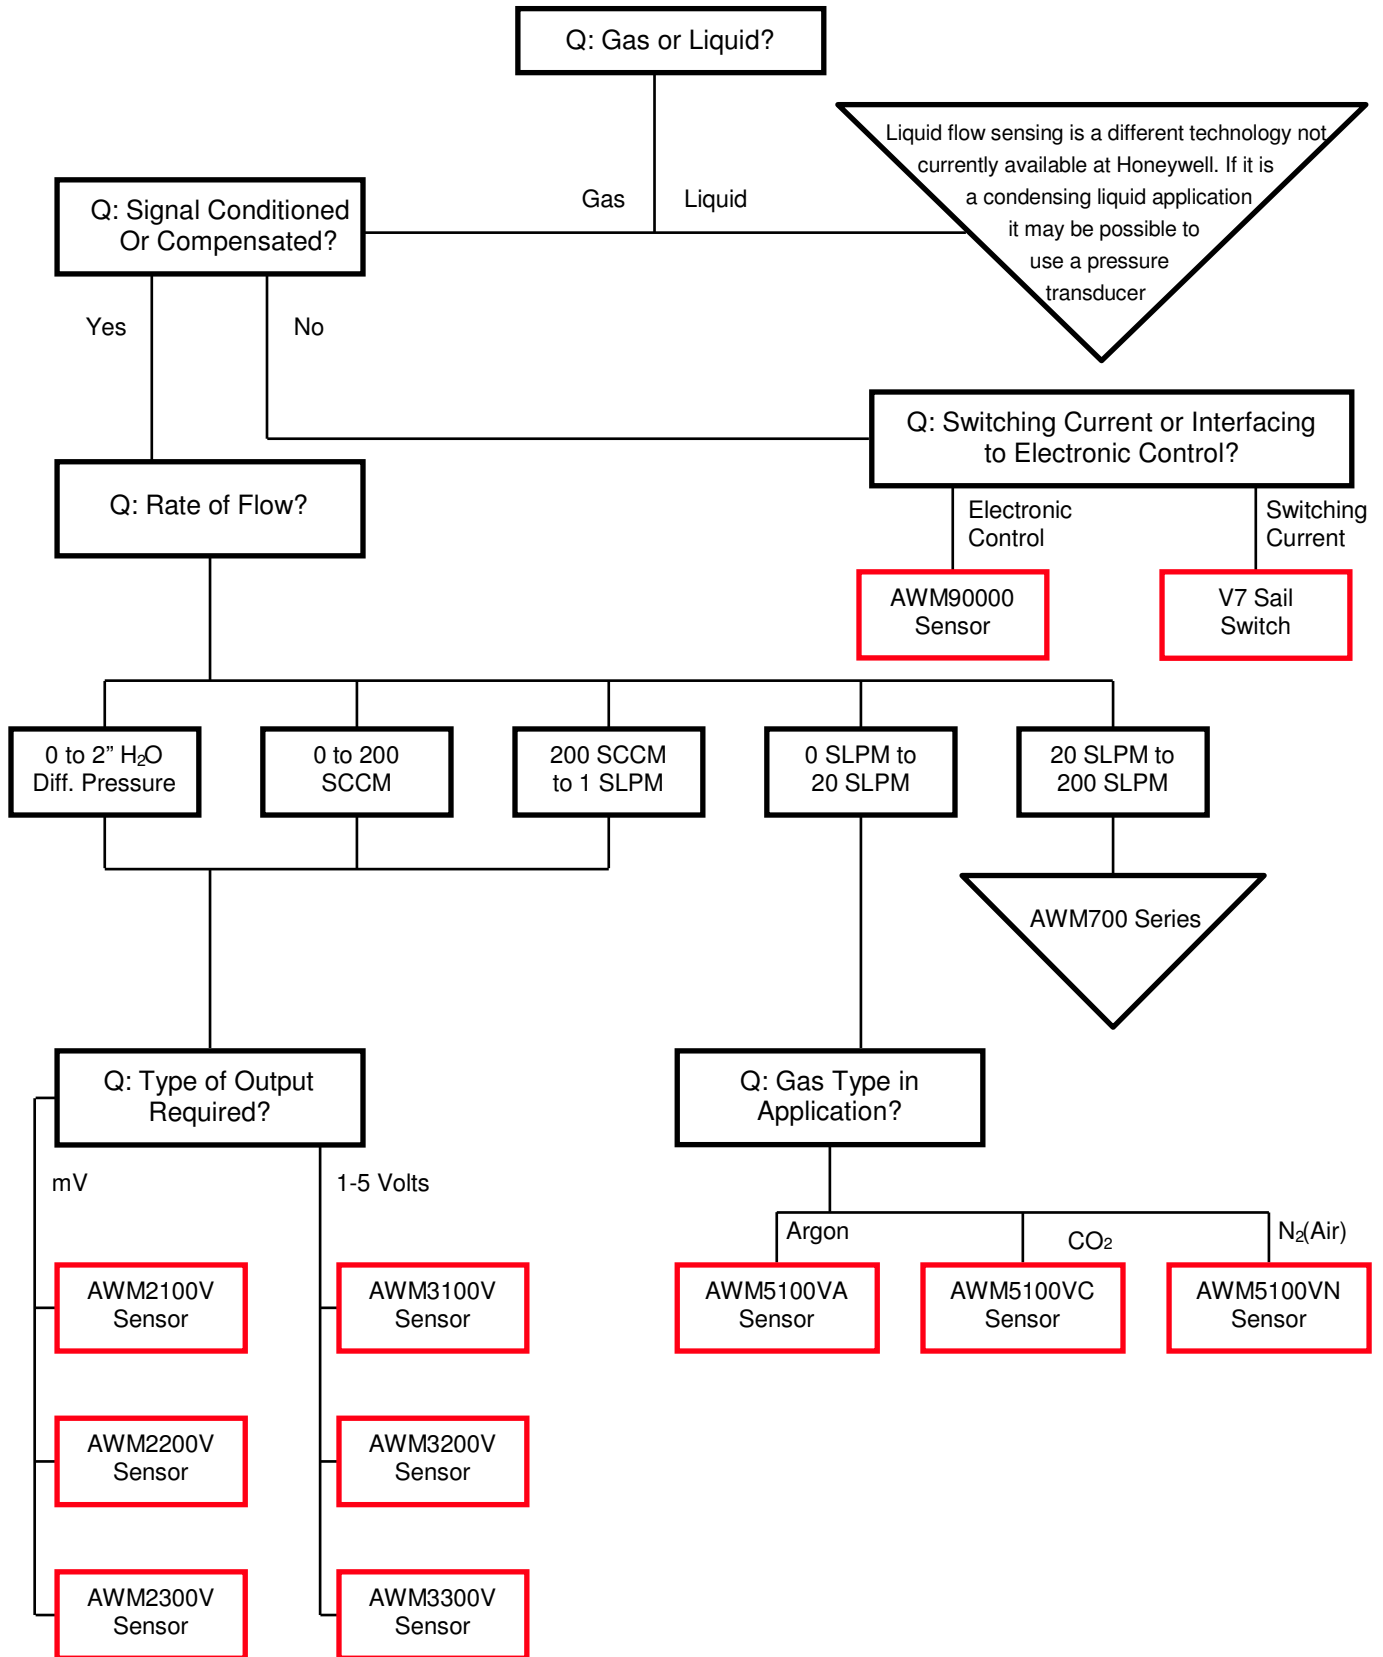 Q: Gas or Liquid?
Liquid flow sensing is a different technology not
currently available at Honeywell. If it is
a condensing liquid application
it may be possible to
use a pressure
transducer
Gas
Liquid
Q: Signal Conditioned
Or Compensated?
Yes
No
Q: Switching Current or Interfacing
to Electronic Control?
Q: Rate of Flow?
Electronic
Control
Switching
Current
AWM90000
Sensor
V7 Sail
Switch
0 to 2” H₂O
Diff. Pressure
0 to 200
SCCM
200 SCCM
to 1 SLPM
0 SLPM to
20 SLPM
20 SLPM to
200 SLPM
AWM700 Series
Q: Type of Output
Required?
Q: Gas Type in
Application?
mV
1-5 Volts
Argon
CO₂
N₂(Air)
AWM2100V
Sensor
AWM3100V
Sensor
AWM5100VA
Sensor
AWM5100VC
Sensor
AWM5100VN
Sensor
AWM2200V
Sensor
AWM3200V
Sensor
AWM2300V
Sensor
AWM3300V
Sensor